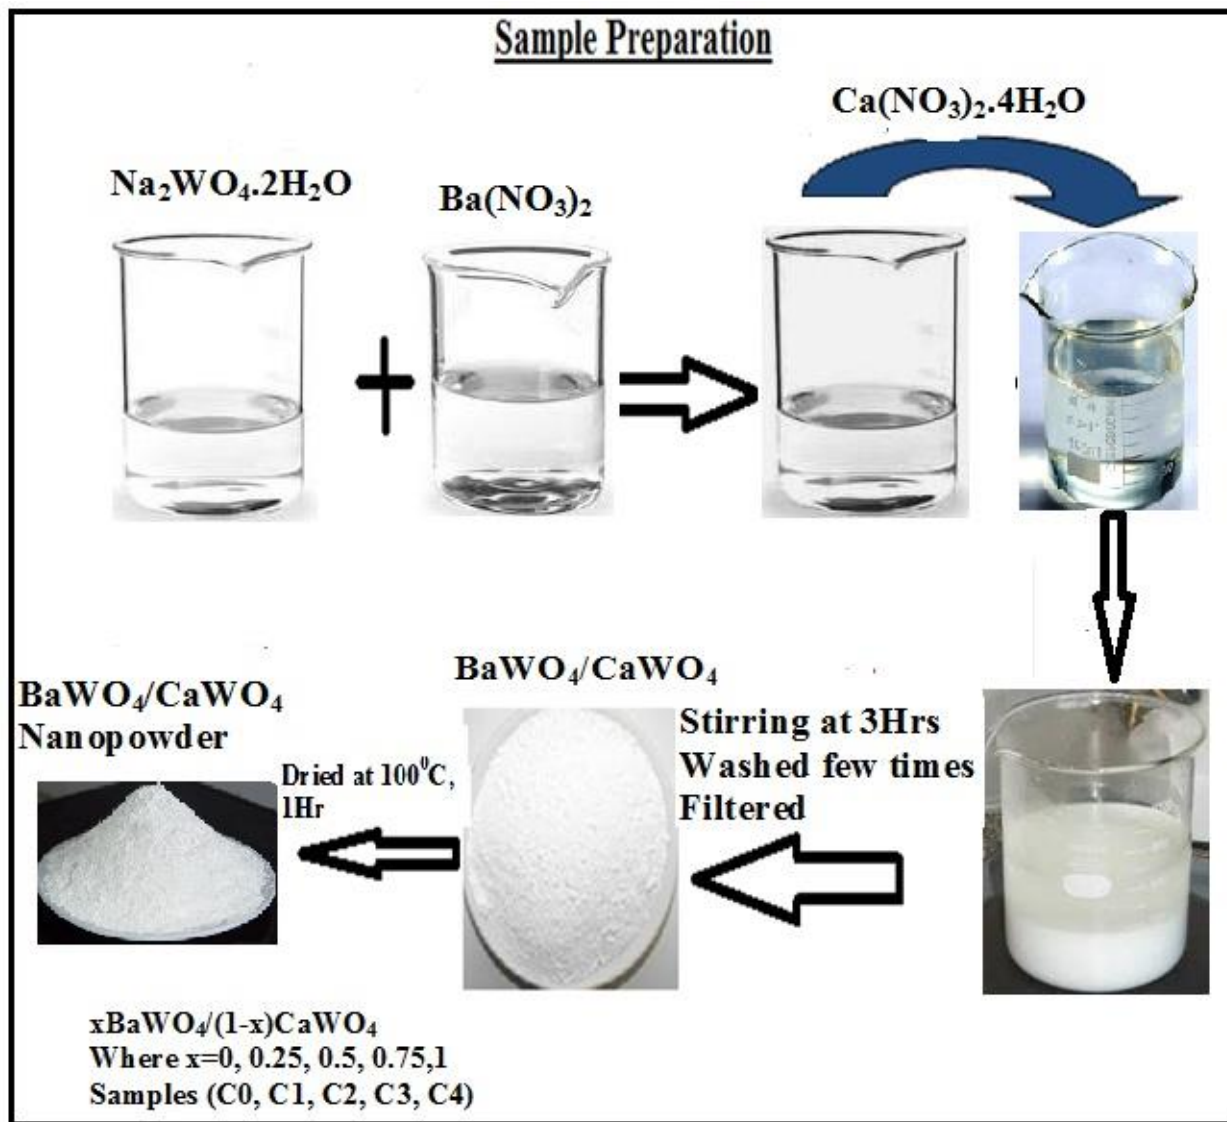 Sample Preparation
Ca(NO₃)₂.4H₂O
Na₂WO₄.2H₂O
Ba(NO₃)₂
BaWO₄/CaWO₄
Stirring at 3Hrs
Washed few times
Filtered
Dried at 100⁰C,
1Hr
BaWO₄/CaWO₄
Nanopowder
xBaWO₄/(1-x)CaWO₄
Where x=0, 0.25, 0.5, 0.75,1
Samples (C0, C1, C2, C3, C4)